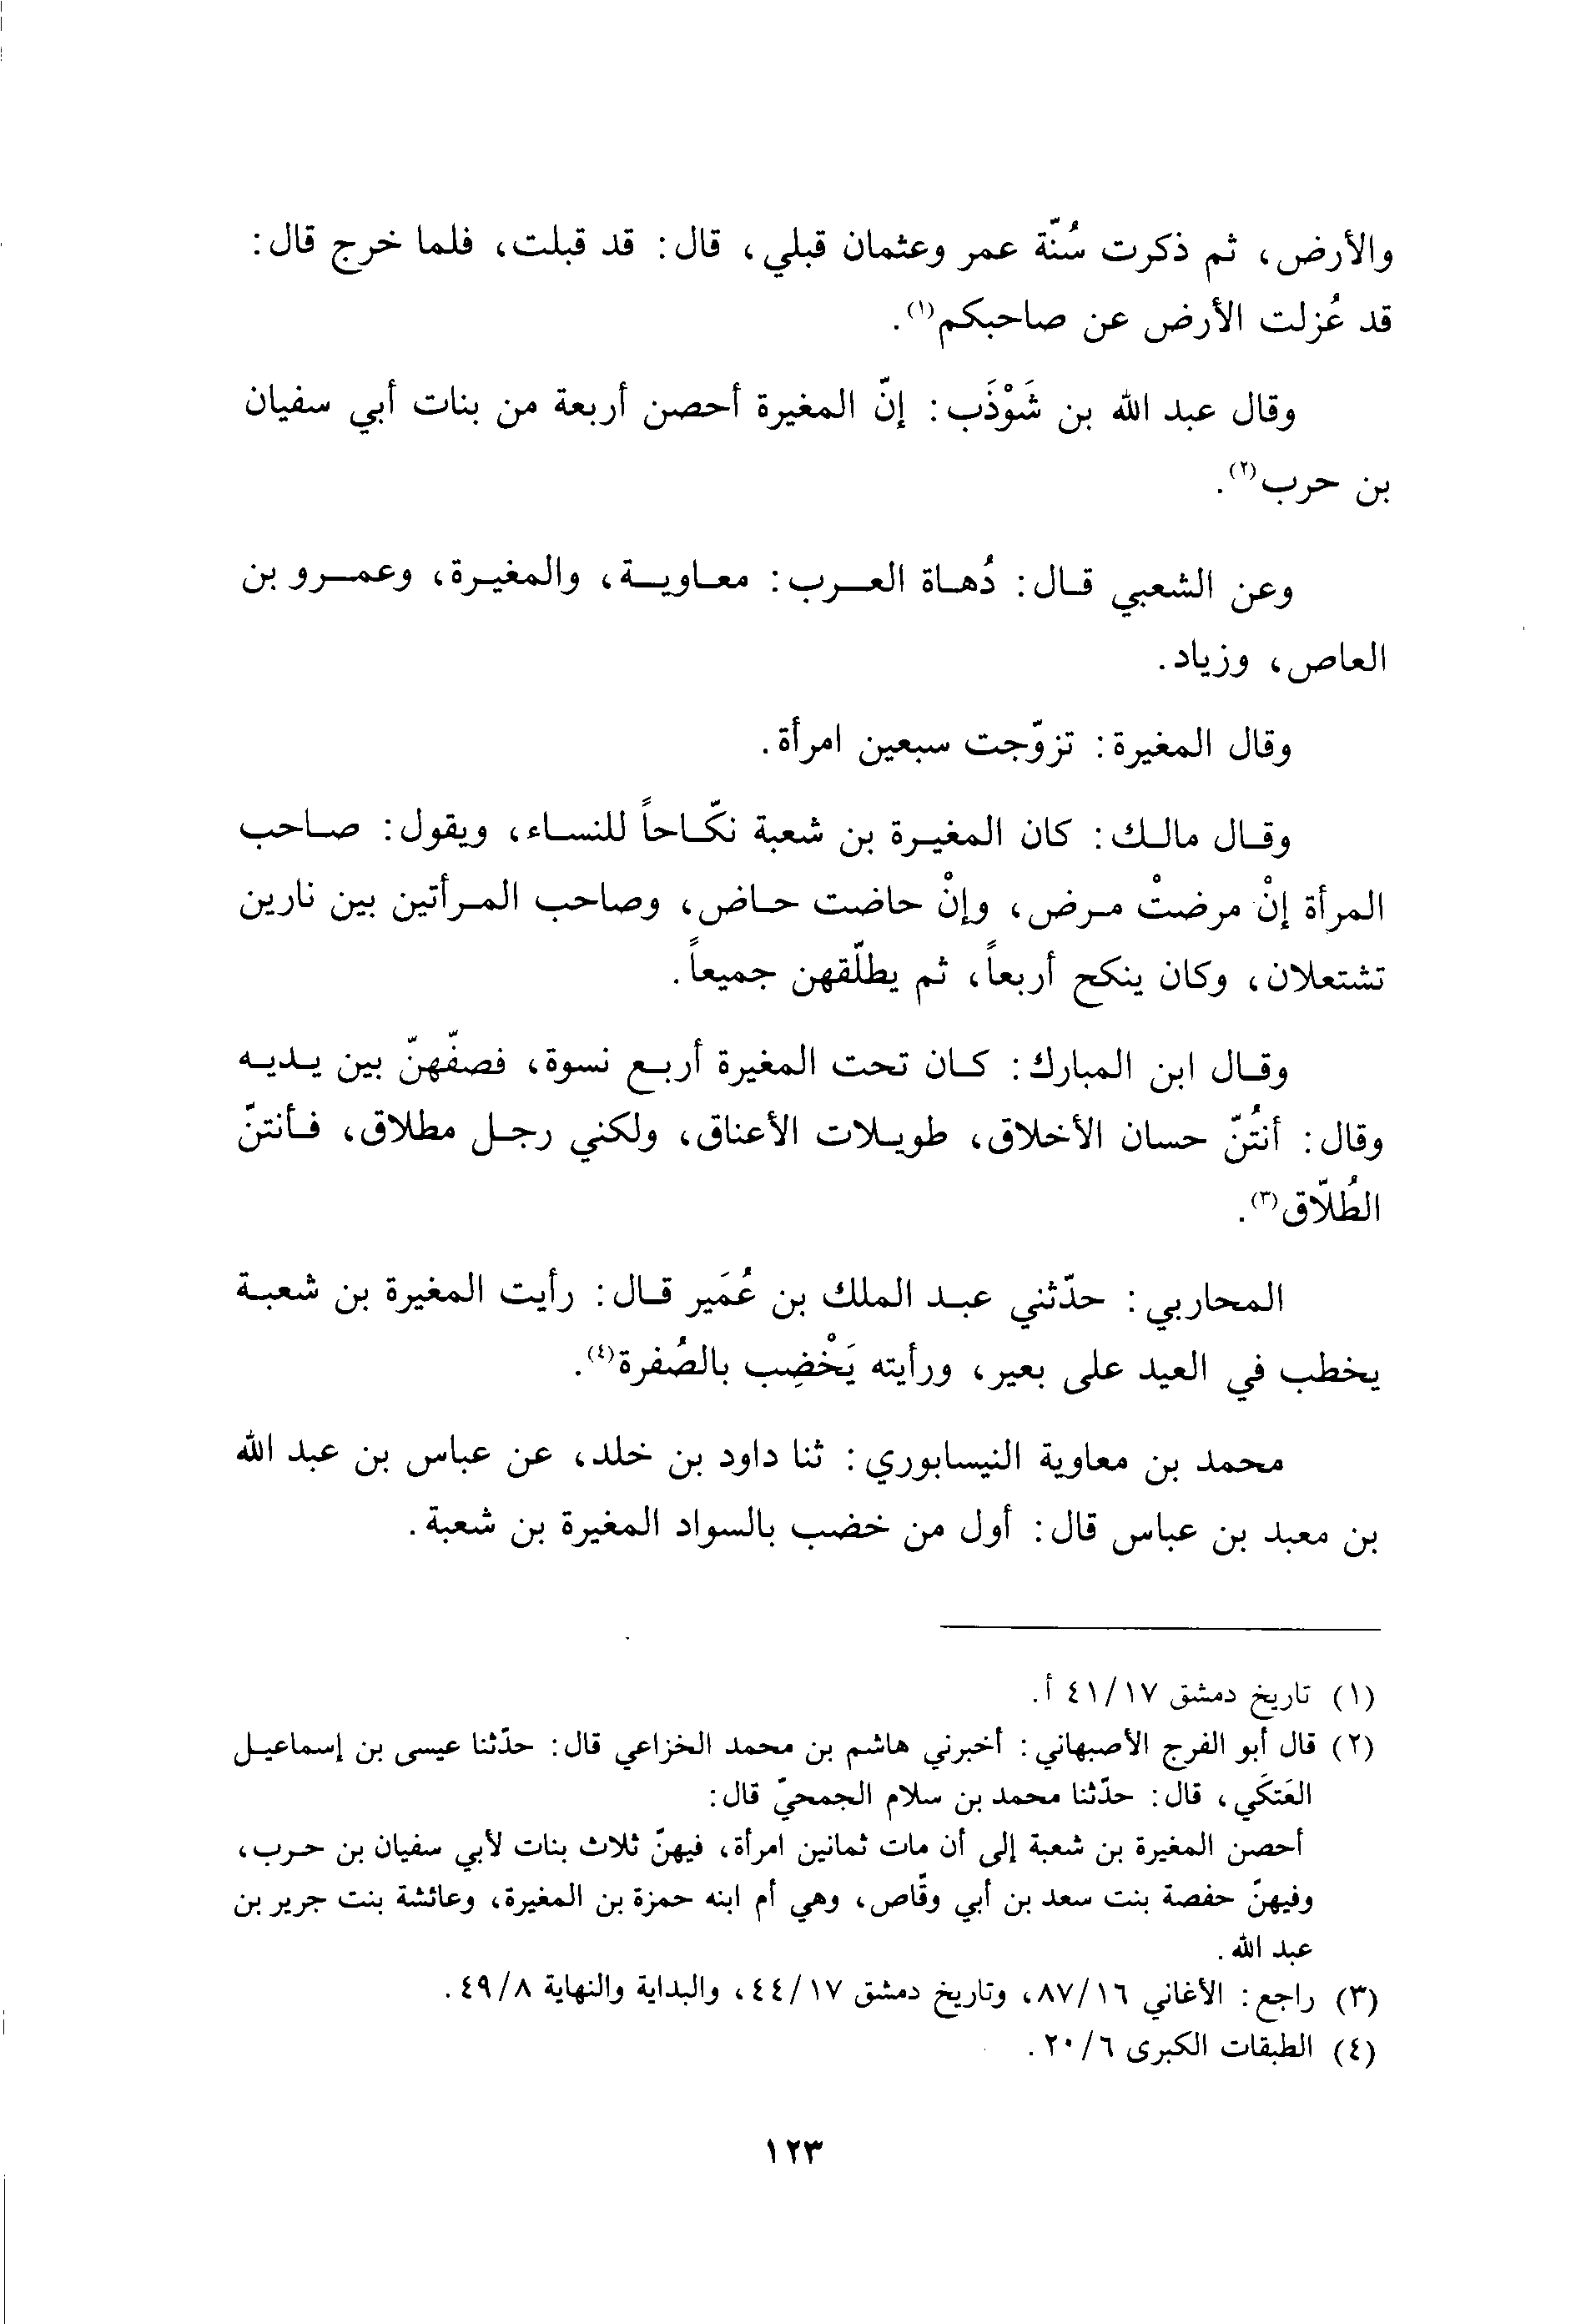 والأرض، ثم ذكرت سُنّة عمر وعثمان قبلي، قال: قد قبلت، فلما خرج قال:
قد عُزلت الأرض عن صاحبكم(١).
وقال عبد الله بن شَوْذَب: إنّ المغيرة أحصن أربعة من بنات أبي سفيان
بن حرب(٢).
وعن الشعبي قال: دُهاة العرب: معاوية، والمغيرة، وعمرو بن
العاص، وزياد.
وقال المغيرة: تزوّجت سبعين امرأة.
وقال مالك: كان المغيرة بن شعبة نكّاحاً للنساء، ويقول: صاحب
المرأة إنْ مرضتْ مرض، وإنْ حاضت حاض، وصاحب المرأتين بين نارين
تشتعلان، وكان ينكح أربعاً، ثم يطلّقهن جميعاً.
وقال ابن المبارك: كان تحت المغيرة أربع نسوة، فصفّهنّ بين يديه
وقال: أنتُنّ حسان الأخلاق، طويلات الأعناق، ولكني رجل مطلاق، فأنتنّ
الطُلّاق(٣).
المحاربي: حدّثني عبد الملك بن عُمَير قال: رأيت المغيرة بن شعبة
يخطب في العيد على بعير، ورأيته يَخْضِب بالصُفرة(٤).
محمد بن معاوية النيسابوري: ثنا داود بن خلد، عن عباس بن عبد الله
بن معبد بن عباس قال: أول من خضب بالسواد المغيرة بن شعبة.
(١) تاريخ دمشق ٤١/١٧ أ.
(٢) قال أبو الفرج الأصبهاني: أخبرني هاشم بن محمد الخزاعي قال: حدّثنا عيسى بن إسماعيل
العَتَكي، قال: حدّثنا محمد بن سلام الجمحيّ قال:
أحصن المغيرة بن شعبة إلى أن مات ثمانين امرأة، فيهنّ ثلاث بنات لأبي سفيان بن حرب،
وفيهنّ حفصة بنت سعد بن أبي وقّاص، وهي أم ابنه حمزة بن المغيرة، وعائشة بنت جرير بن
عبد الله.
(٣) راجع: الأغاني ٨٧/١٦، وتاريخ دمشق ٤٤/١٧، والبداية والنهاية ٤٩/٨.
(٤) الطبقات الكبرى ٢٠/٦.
١٢٣